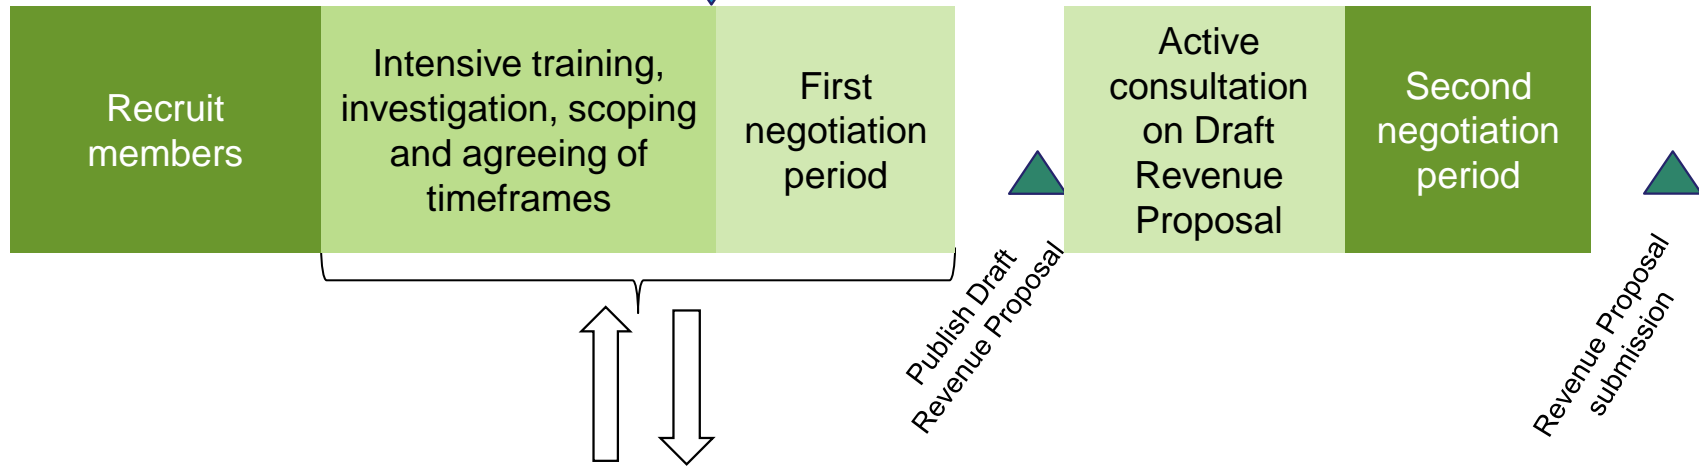 Recruit
members
Intensive training,
investigation, scoping
and agreeing of
timeframes
First
negotiation
period
Publish Draft
Revenue Proposal
Active
consultation
on Draft
Revenue
Proposal
Second
negotiation
period
Revenue Proposal
submission